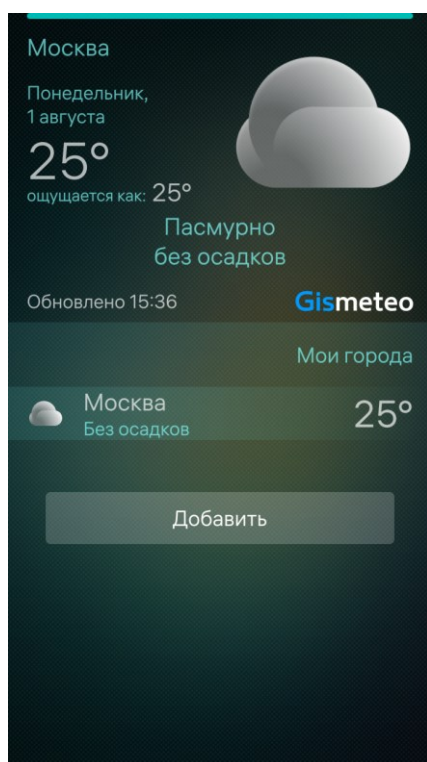 Москва
Понедельник,
1 августа
25°
ощущается как: 25°
Пасмурно
без осадков
Обновлено 15:36
Gismeteo
Мои города
Москва
25°
Без осадков
Добавить